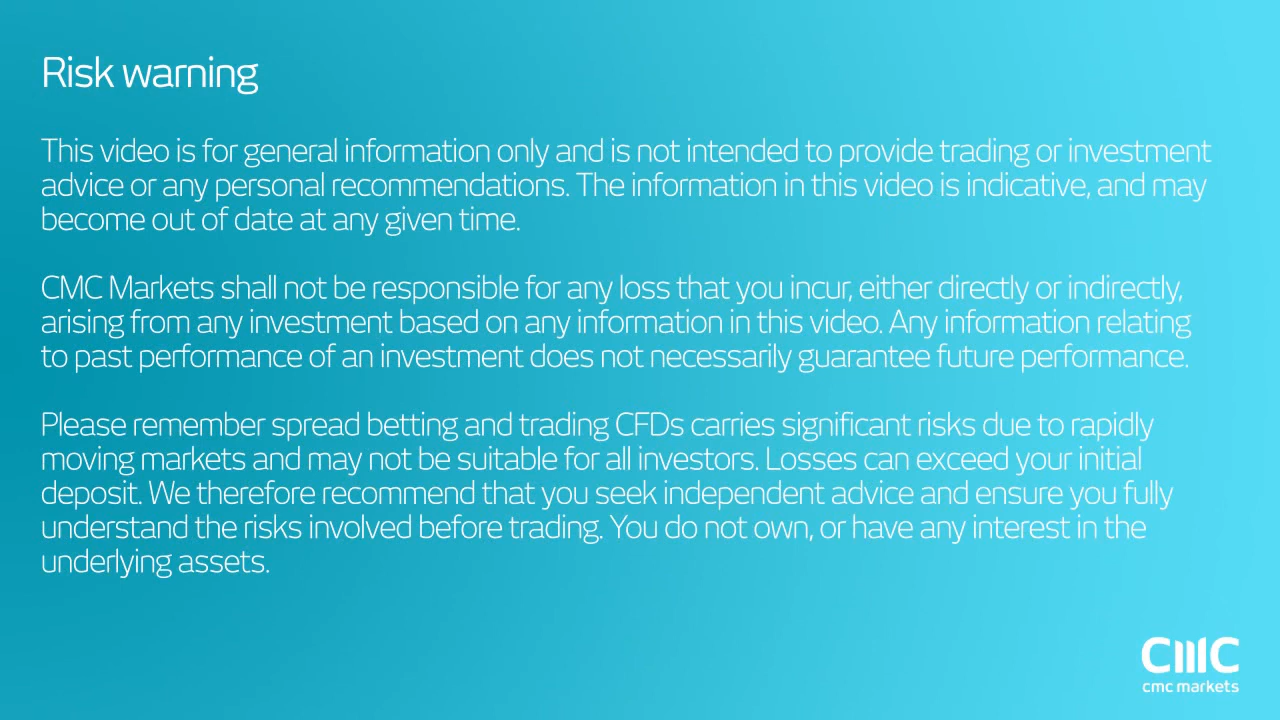 Risk warning
This video is for general information only and is not intended to provide trading or investment
advice or any personal recommendations. The information in this video is indicative, and may
become out of date at any given time.
CMC Markets shall not be responsible for any loss that you incur, either directly or indirectly,
arising from any investment based on any information in this video. Any information relating
to past performance of an investment does not necessarily guarantee future performance.
Please remember spread betting and trading CFDs carries significant risks due to rapidly
moving markets and may not be suitable for all investors. Losses can exceed your initial
deposit. We therefore recommend that you seek independent advice and ensure you fully
understand the risks involved before trading. You do not own, or have any interest in the
underlying assets.
CMC
cmc markets